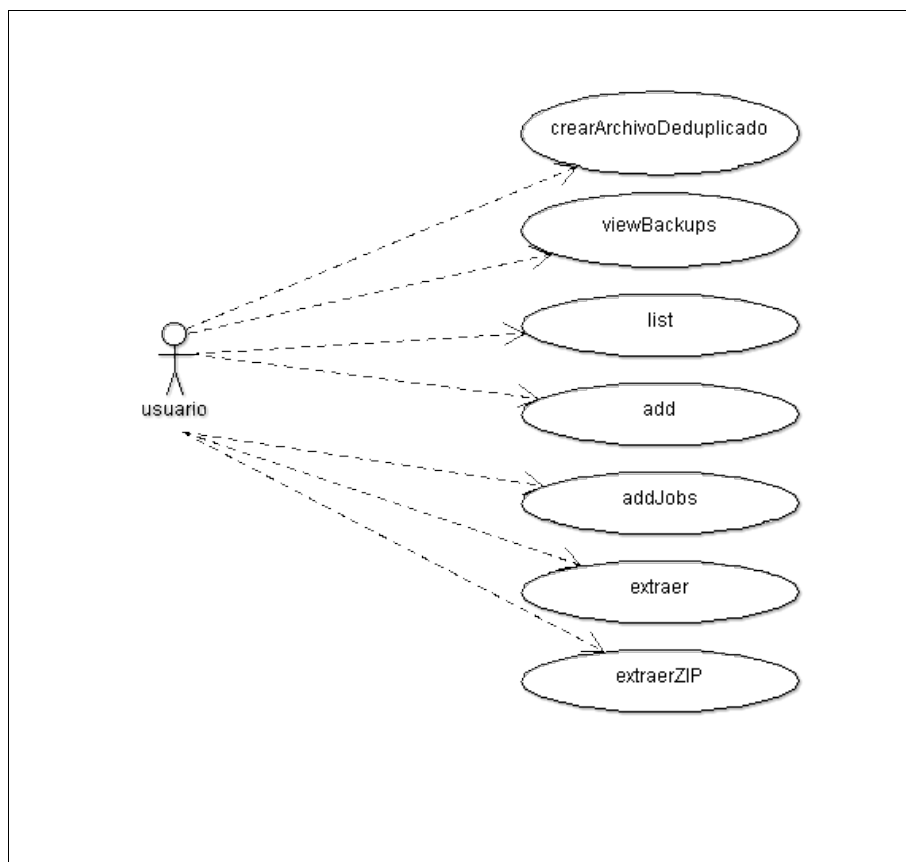 crearArchivoDeduplicado
viewBackups
list
usuario
add
addJobs
extraer
extraerZIP